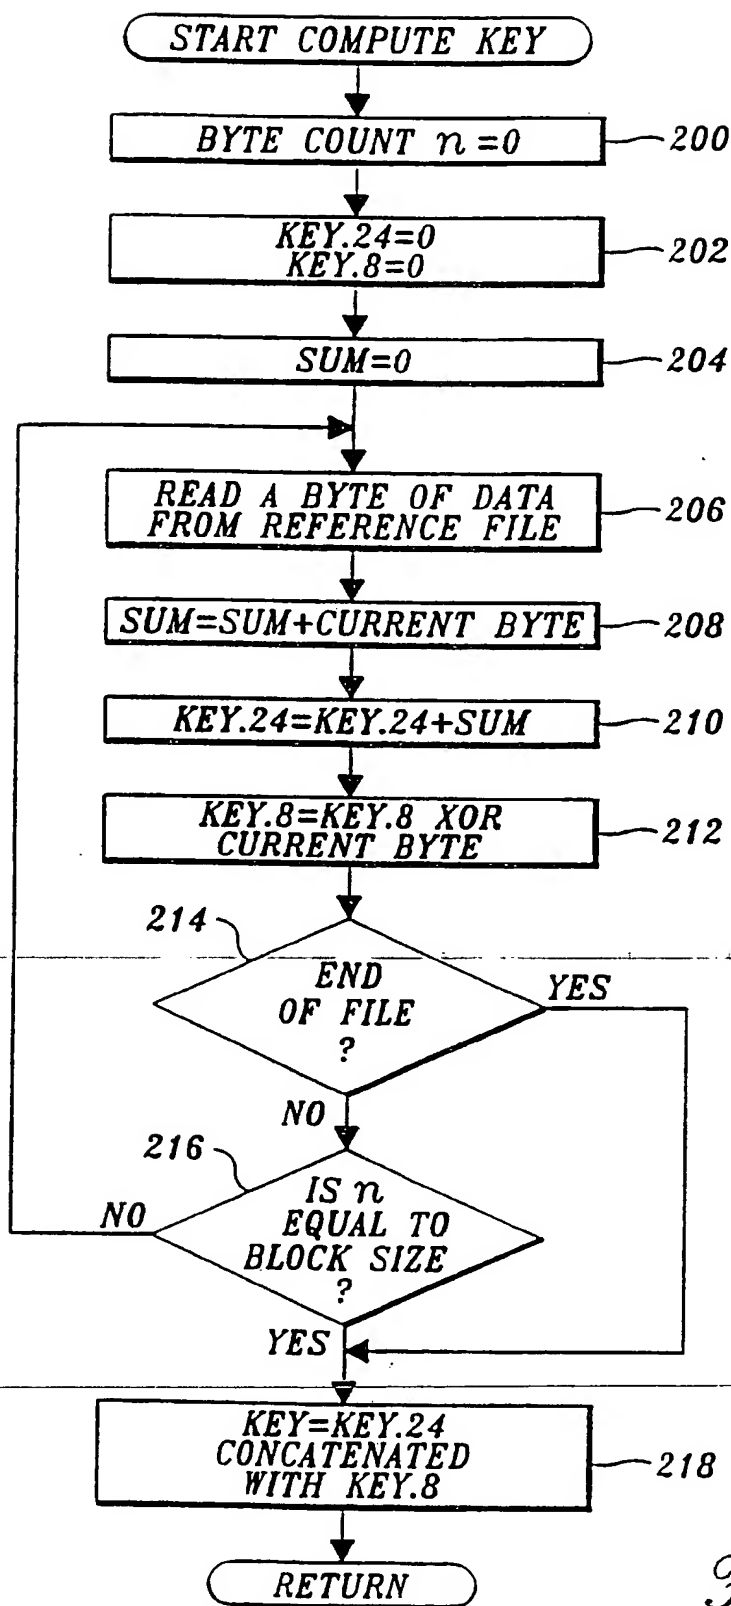 START COMPUTE KEY
BYTE COUNT n=0
200
KEY.24=0
KEY.8=0
202
SUM=0
204
READ A BYTE OF DATA
FROM REFERENCE FILE
206
SUM=SUM+CURRENT BYTE
208
KEY.24=KEY.24+SUM
210
KEY.8=KEY.8 XOR
CURRENT BYTE
212
214
END
OF FILE
?
YES
NO
216
IS n
EQUAL TO
BLOCK SIZE
?
NO
YES
KEY=KEY.24
CONCATENATED
WITH KEY.8
218
RETURN